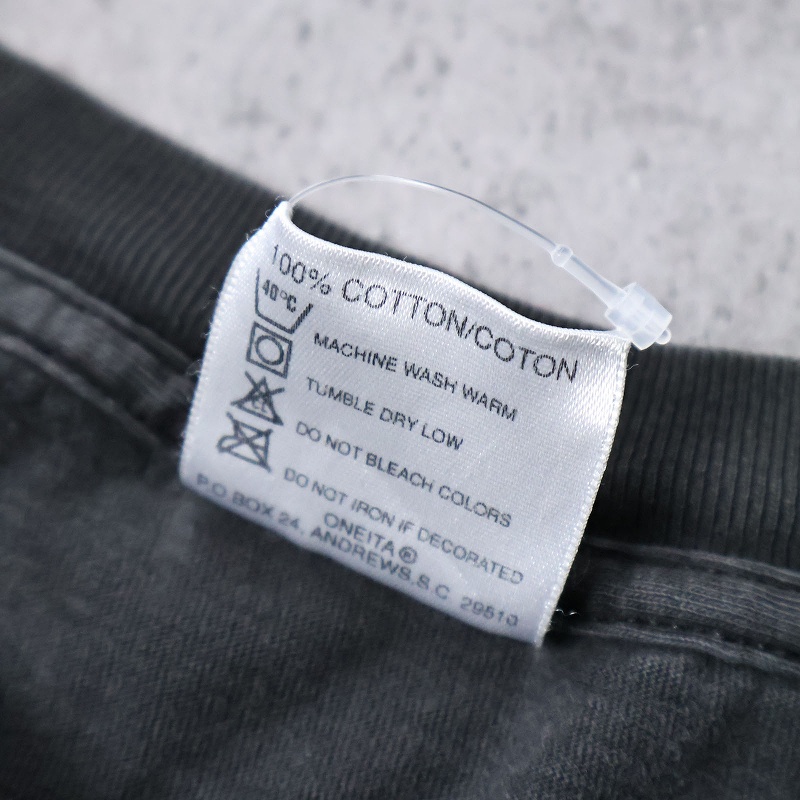 100% COTTON/COTON
40°C
MACHINE WASH WARM
TUMBLE DRY LOW
CL
DO NOT BLEACH COLORS
DO NOT IRON IF DECORATED
ONEITA®
P.O. BOX 24, ANDREWS, S.C 29510